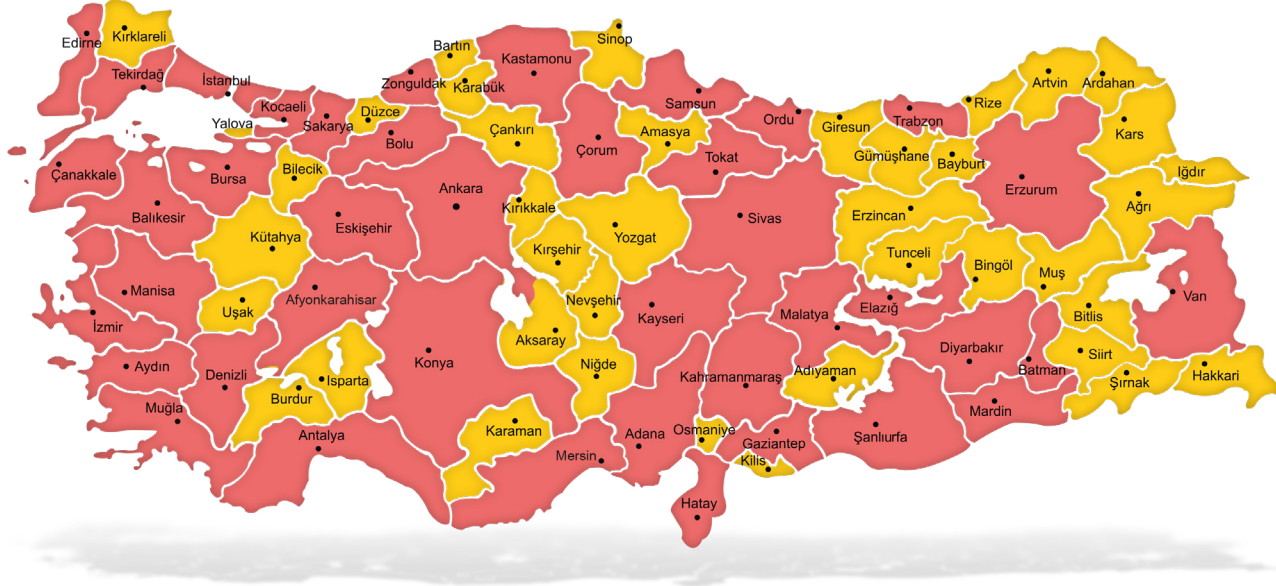 Edirne
Kırklareli
Tekirdağ
İstanbul
Kocaeli
Yalova
Sakarya
Düzce
Zonguldak
Bartın
Karabük
Kastamonu
Sinop
Samsun
Ordu
Giresun
Trabzon
Rize
Artvin
Ardahan
Kars
Iğdır
Ağrı
Erzurum
Bayburt
Gümüşhane
Erzincan
Tunceli
Bingöl
Muş
Bitlis
Van
Hakkari
Şırnak
Siirt
Batman
Mardin
Diyarbakır
Elazığ
Malatya
Adıyaman
Şanlıurfa
Gaziantep
Kilis
Hatay
Osmaniye
Kahramanmaraş
Adana
Mersin
Karaman
Niğde
Kayseri
Nevşehir
Aksaray
Kırşehir
Kırıkkale
Yozgat
Sivas
Tokat
Amasya
Çorum
Çankırı
Ankara
Bolu
Bilecik
Bursa
Çanakkale
Balıkesir
Kütahya
Eskişehir
Afyonkarahisar
Uşak
Manisa
İzmir
Aydın
Denizli
Muğla
Burdur
Isparta
Antalya
Konya